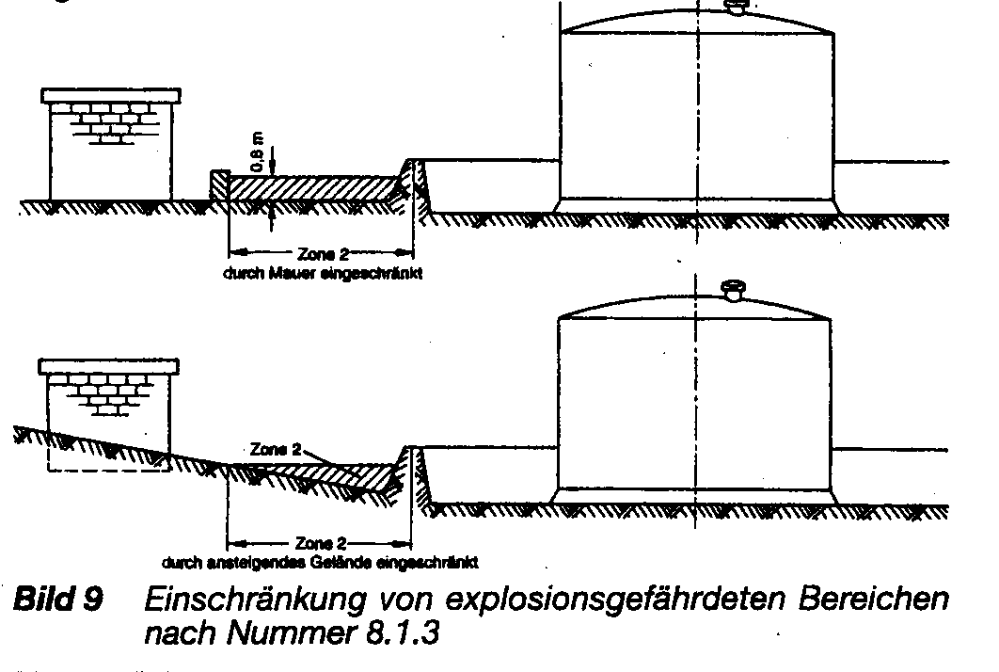 0,8 m
Zone 2
durch Mauer eingeschränkt
Zone 2
Zone 2
durch ansteigendes Gelände eingeschränkt
Bild 9 Einschränkung von explosionsgefährdeten Bereichen
nach Nummer 8.1.3